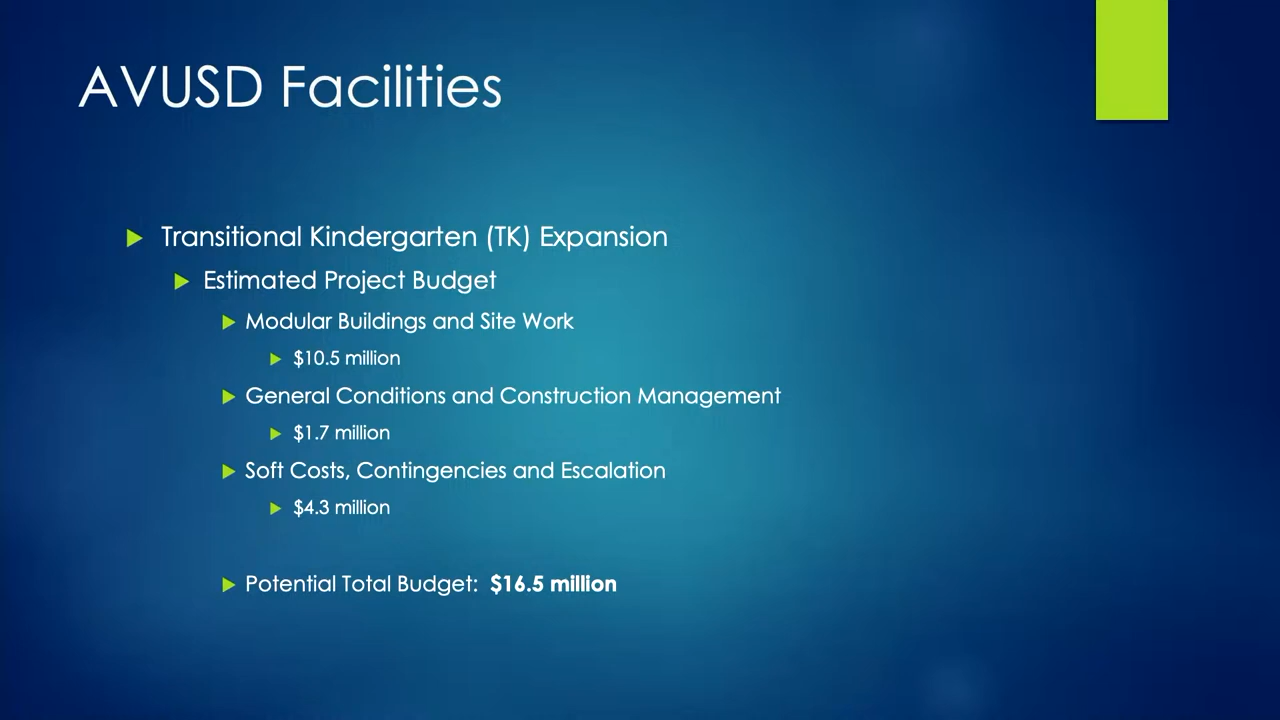 AVUSD Facilities
Transitional Kindergarten (TK) Expansion
Estimated Project Budget
Modular Buildings and Site Work
$10.5 million
General Conditions and Construction Management
$1.7 million
Soft Costs, Contingencies and Escalation
$4.3 million
Potential Total Budget: $16.5 million